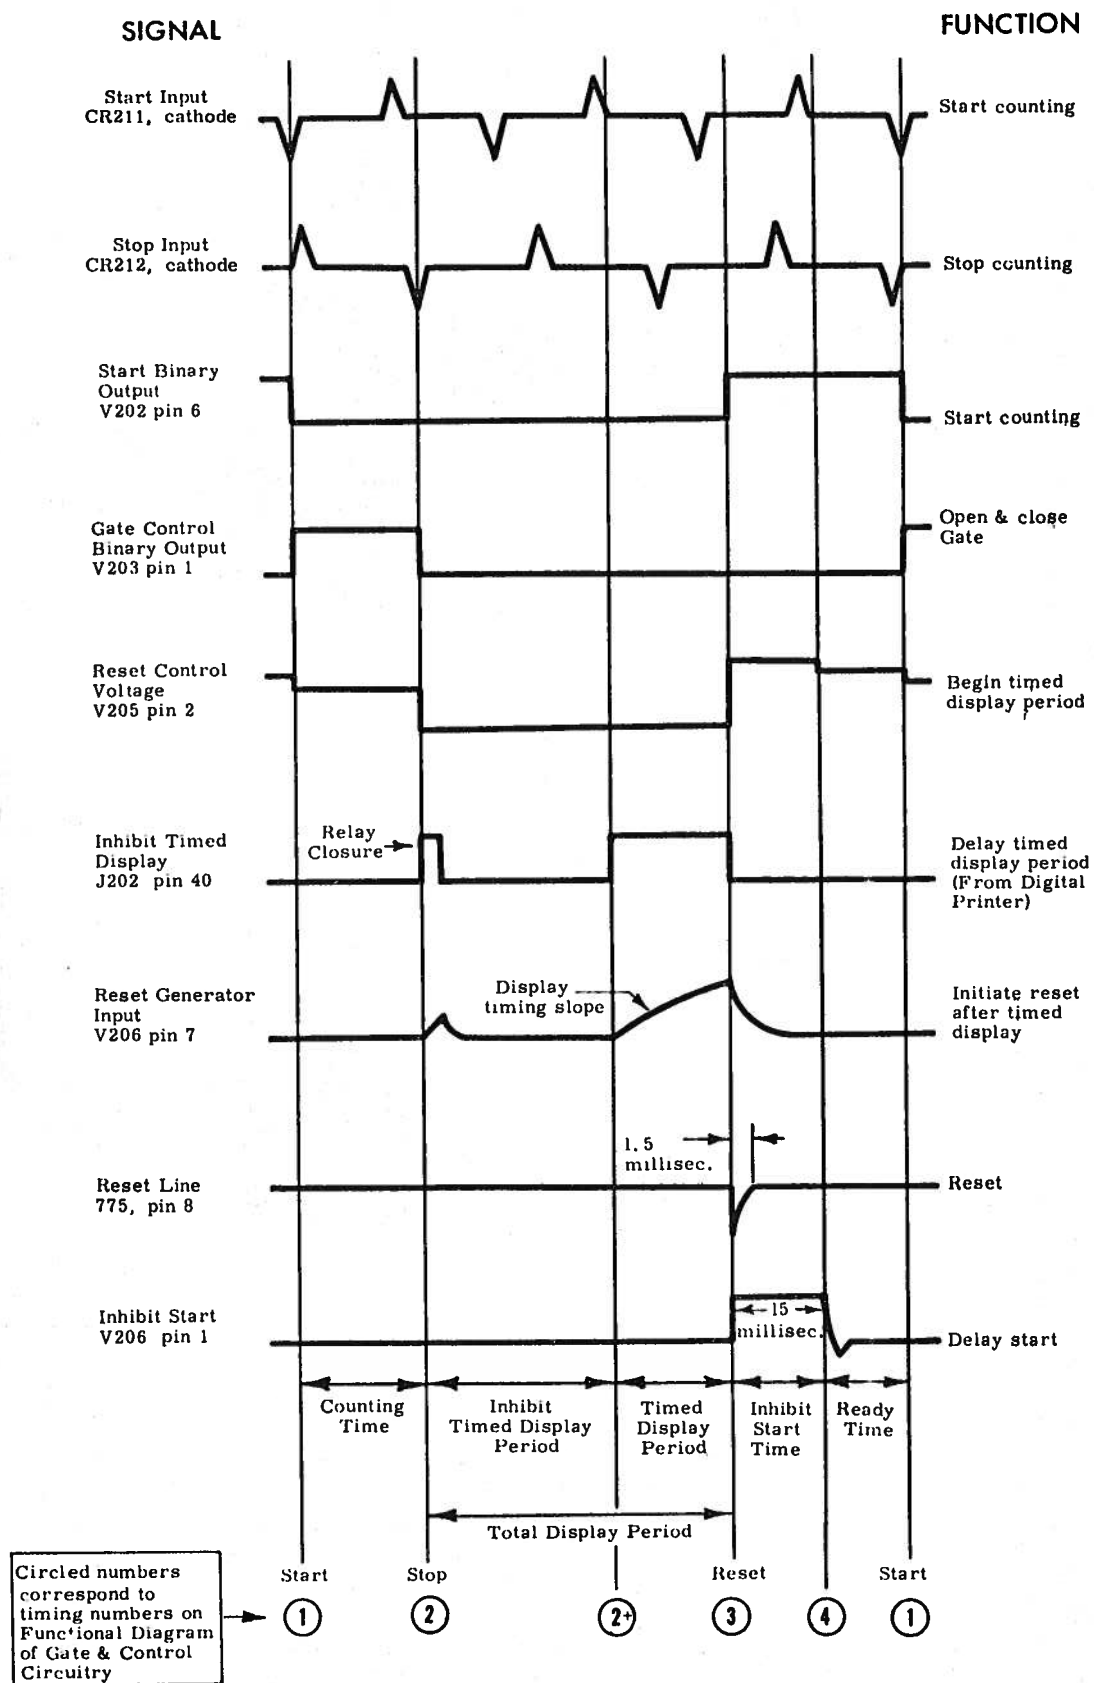 SIGNAL
FUNCTION
Start Input
CR211, cathode
Start counting
Stop Input
CR212, cathode
Stop counting
Start Binary
Output
V202 pin 6
Start counting
Gate Control
Binary Output
V203 pin 1
Open & close
Gate
Reset Control
Voltage
V205 pin 2
Begin timed
display period
Inhibit Timed
Display
J202 pin 40
Relay
Closure
Delay timed
display period
(From Digital
Printer)
Reset Generator
Input
V206 pin 7
Display
timing slope
Initiate reset
after timed
display
1.5
millisec.
Reset Line
775, pin 8
Reset
Inhibit Start
V206 pin 1
15
millisec.
Delay start
Counting
Time
Inhibit
Timed Display
Period
Timed
Display
Period
Inhibit
Start
Time
Ready
Time
Total Display Period
Circled numbers
correspond to
timing numbers on
Functional Diagram
of Gate & Control
Circuitry
Start
1
Stop
2
2+
Reset
3
4
Start
1